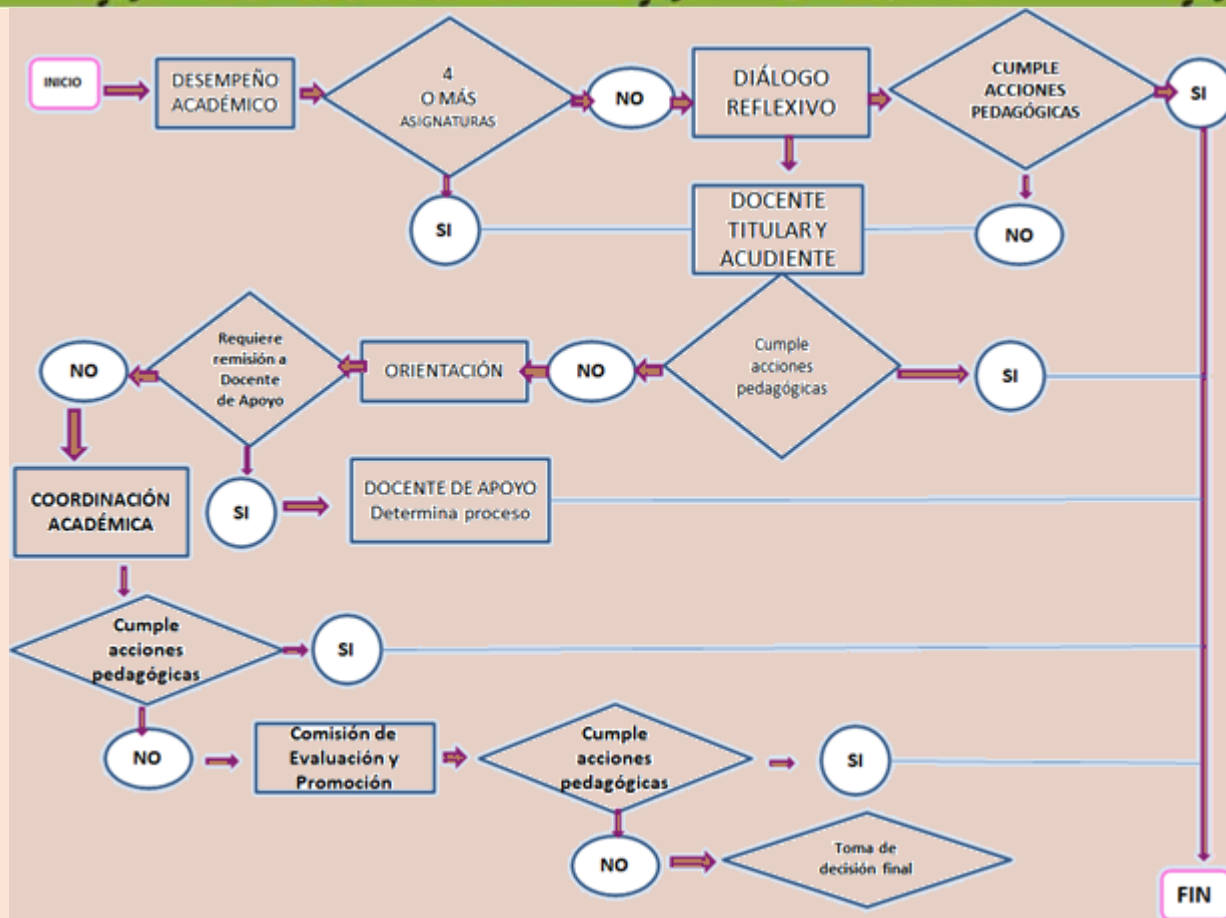 INICIO
DESEMPEÑO
ACADÉMICO
4
O MÁS
ASIGNATURAS
NO
DIÁLOGO
REFLEXIVO
CUMPLE
ACCIONES
PEDAGÓGICAS
SI
SI
DOCENTE
TITULAR Y
ACUDIENTE
NO
NO
Requiere
remisión a
Docente
de Apoyo
ORIENTACIÓN
NO
Cumple
acciones
pedagógicas
SI
COORDINACIÓN
ACADÉMICA
SI
DOCENTE DE APOYO
Determina proceso
Cumple
acciones
pedagógicas
SI
NO
Comisión de
Evaluación y
Promoción
Cumple
acciones
pedagógicas
SI
NO
Toma de
decisión final
FIN